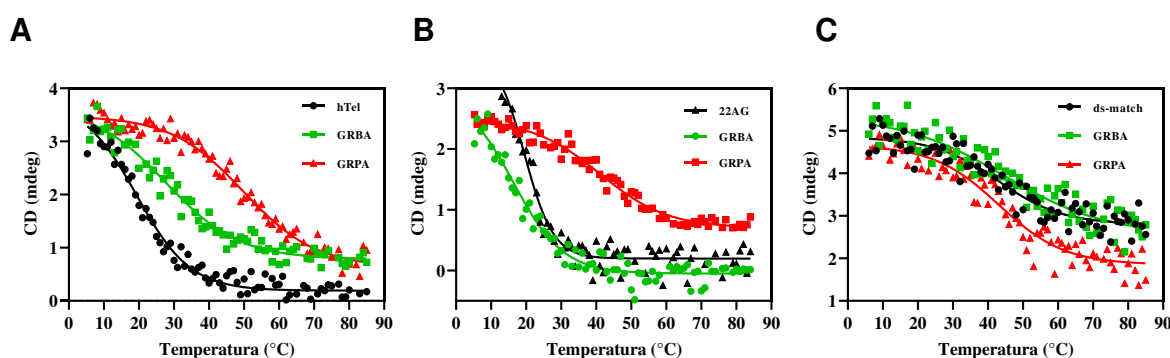 A
B
C
4
3
2
1
0
CD (mdeg)
hTel
GRBA
GRPA
0 10 20 30 40 50 60 70 80 90
Temperatura (°C)
3
2
1
0
CD (mdeg)
22AG
GRBA
GRPA
0 10 20 30 40 50 60 70 80 90
Temperatura (°C)
6
5
4
3
2
1
CD (mdeg)
ds-match
GRBA
GRPA
0 10 20 30 40 50 60 70 80 90
Temperatura (°C)